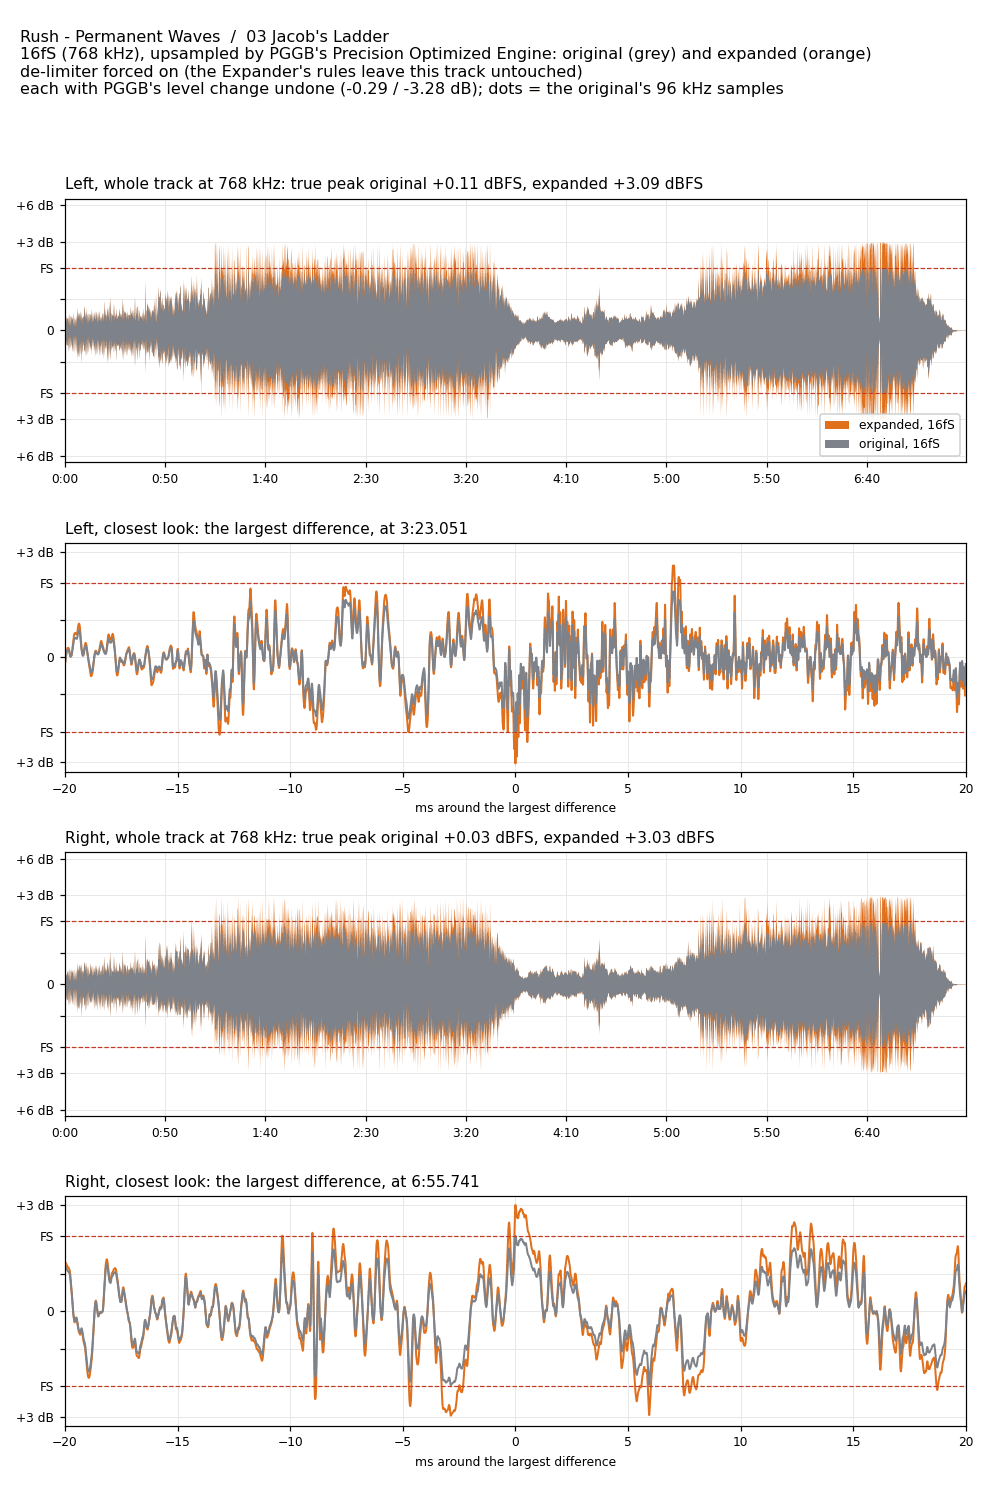 Rush - Permanent Waves  /  03 Jacob's Ladder
16fS (768 kHz), upsampled by PGGB's Precision Optimized Engine: original (grey) and expanded (orange)
de-limiter forced on (the Expander's rules leave this track untouched)
each with PGGB's level change undone (-0.29 / -3.28 dB); dots = the original's 96 kHz samples
Left, whole track at 768 kHz: true peak original +0.11 dBFS, expanded +3.09 dBFS
+6 dB
+3 dB
FS
0
FS
+3 dB
+6 dB
expanded, 16fS
original, 16fS
0:00 0:50 1:40 2:30 3:20 4:10 5:00 5:50 6:40
Left, closest look: the largest difference, at 3:23.051
+3 dB
FS
0
FS
+3 dB
−20 −15 −10 −5 0 5 10 15 20
ms around the largest difference
Right, whole track at 768 kHz: true peak original +0.03 dBFS, expanded +3.03 dBFS
+6 dB
+3 dB
FS
0
FS
+3 dB
+6 dB
0:00 0:50 1:40 2:30 3:20 4:10 5:00 5:50 6:40
Right, closest look: the largest difference, at 6:55.741
+3 dB
FS
0
FS
+3 dB
−20 −15 −10 −5 0 5 10 15 20
ms around the largest difference